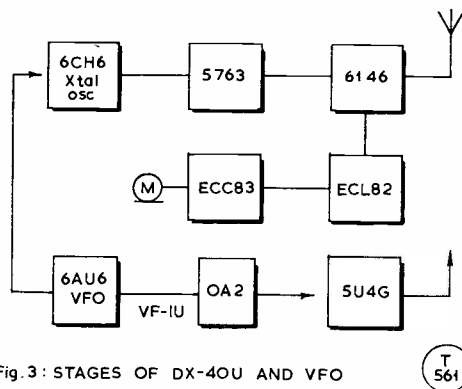 6CH6
Xtal
osc
5763
6146
M
ECC83
ECL82
6AU6
VFO
VF-1U
OA2
5U4G
Fig. 3: STAGES OF DX-40U AND VFO
T
561